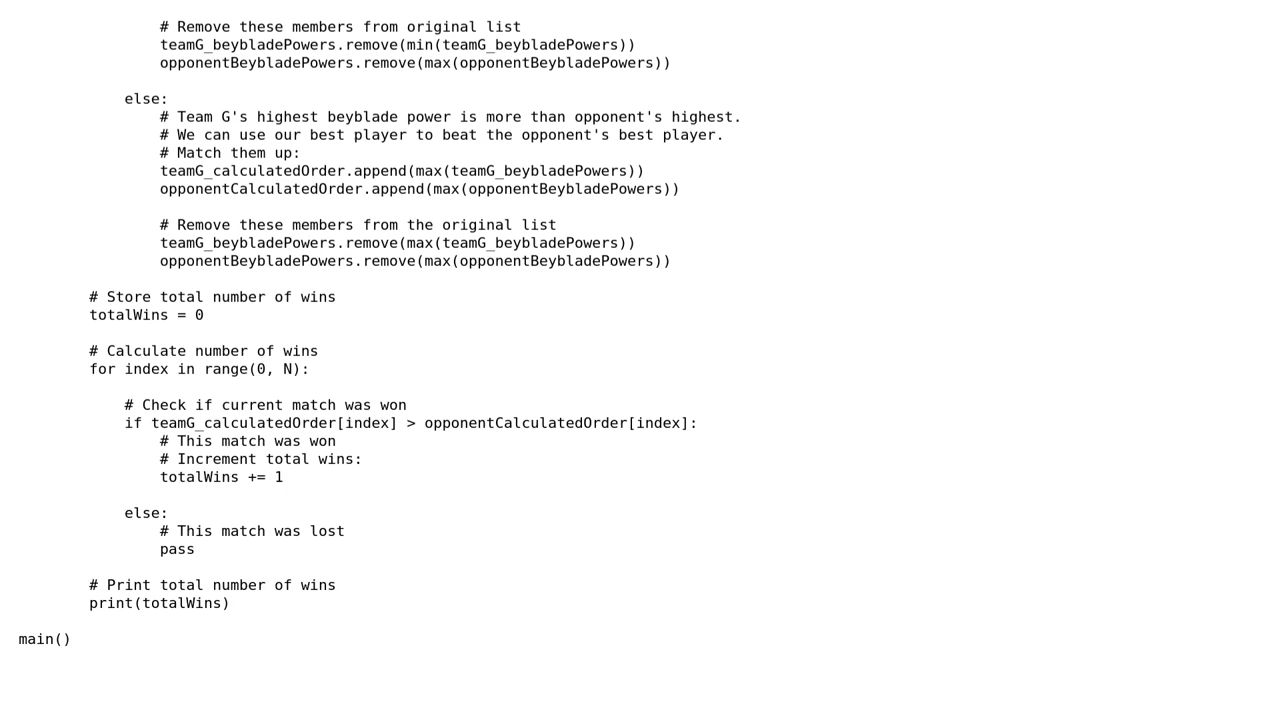 # Remove these members from original list
teamG_beybladePowers.remove(min(teamG_beybladePowers))
opponentBeybladePowers.remove(max(opponentBeybladePowers))
else:
# Team G's highest beyblade power is more than opponent's highest.
# We can use our best player to beat the opponent's best player.
# Match them up:
teamG_calculatedOrder.append(max(teamG_beybladePowers))
opponentCalculatedOrder.append(max(opponentBeybladePowers))
# Remove these members from the original list
teamG_beybladePowers.remove(max(teamG_beybladePowers))
opponentBeybladePowers.remove(max(opponentBeybladePowers))
# Store total number of wins
totalWins = 0
# Calculate number of wins
for index in range(0, N):
# Check if current match was won
if teamG_calculatedOrder[index] > opponentCalculatedOrder[index]:
# This match was won
# Increment total wins:
totalWins += 1
else:
# This match was lost
pass
# Print total number of wins
print(totalWins)
main()